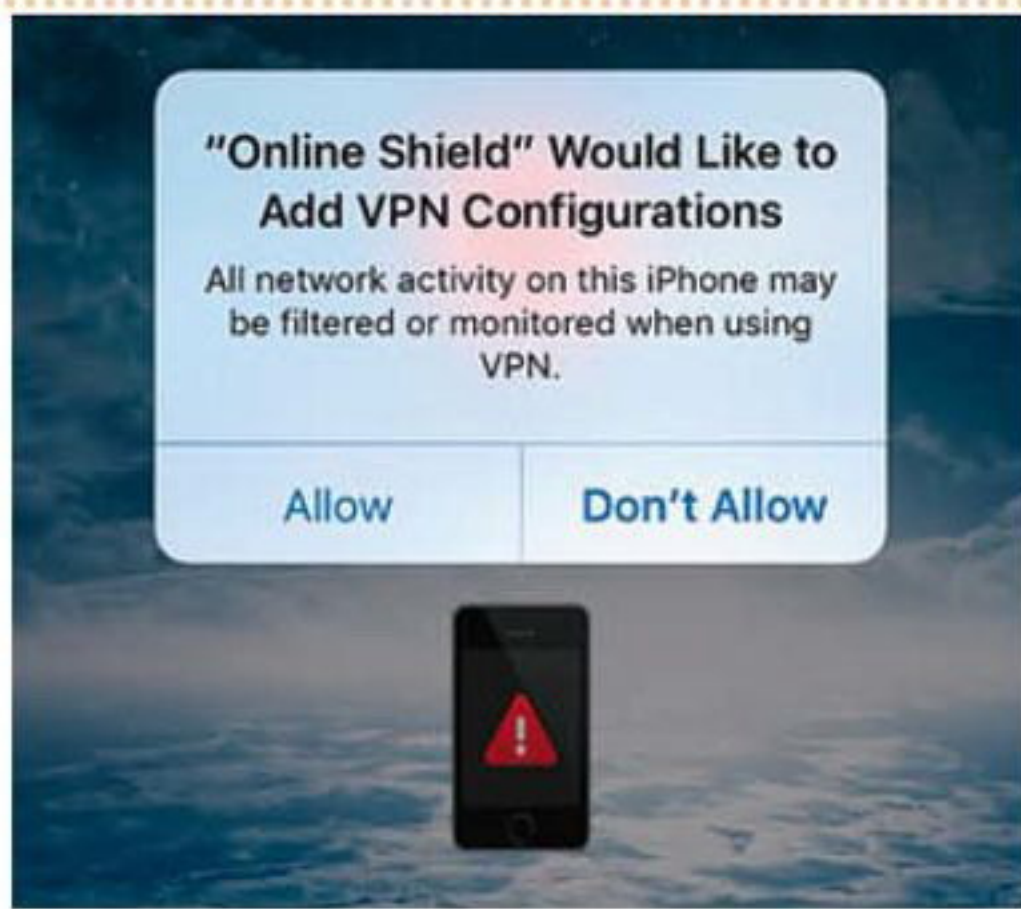 "Online Shield" Would Like to
Add VPN Configurations
All network activity on this iPhone may
be filtered or monitored when using
VPN.
Allow
Don't Allow